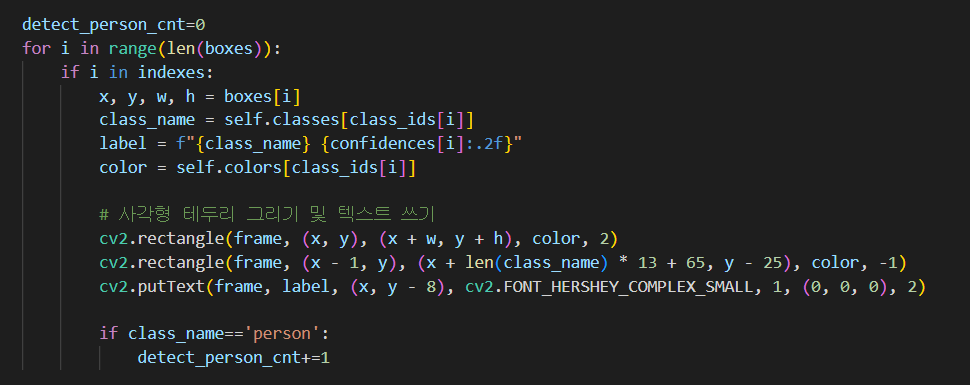 detect_person_cnt=0
for i in range(len(boxes)):
    if i in indexes:
        x, y, w, h = boxes[i]
        class_name = self.classes[class_ids[i]]
        label = f"{class_name} {confidences[i]:.2f}"
        color = self.colors[class_ids[i]]

        # 사각형 테두리 그리기 및 텍스트 쓰기
        cv2.rectangle(frame, (x, y), (x + w, y + h), color, 2)
        cv2.rectangle(frame, (x - 1, y), (x + len(class_name) * 13 + 65, y - 25), color, -1)
        cv2.putText(frame, label, (x, y - 8), cv2.FONT_HERSHEY_COMPLEX_SMALL, 1, (0, 0, 0), 2)

        if class_name=='person':
            detect_person_cnt+=1